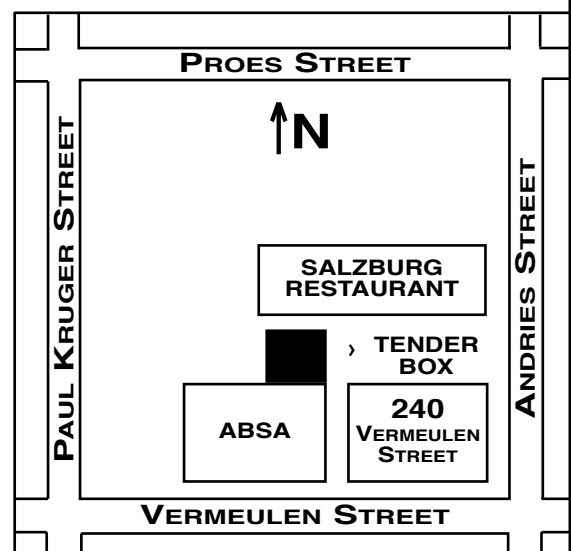 PROES STREET
N
PAUL KRUGER STREET
ANDRIES STREET
SALZBURG
RESTAURANT
› TENDER
BOX
ABSA
240
VERMEULEN
STREET
VERMEULEN STREET